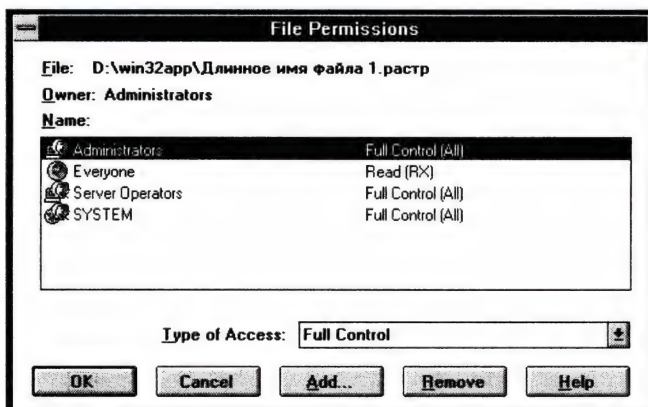 File Permissions
File: D:\win32app\Длинное имя файла 1.растр
Owner: Administrators
Name:
Administrators Full Control (All)
Everyone Read (RX)
Server Operators Full Control (All)
SYSTEM Full Control (All)
Type of Access: Full Control
OK Cancel Add... Remove Help